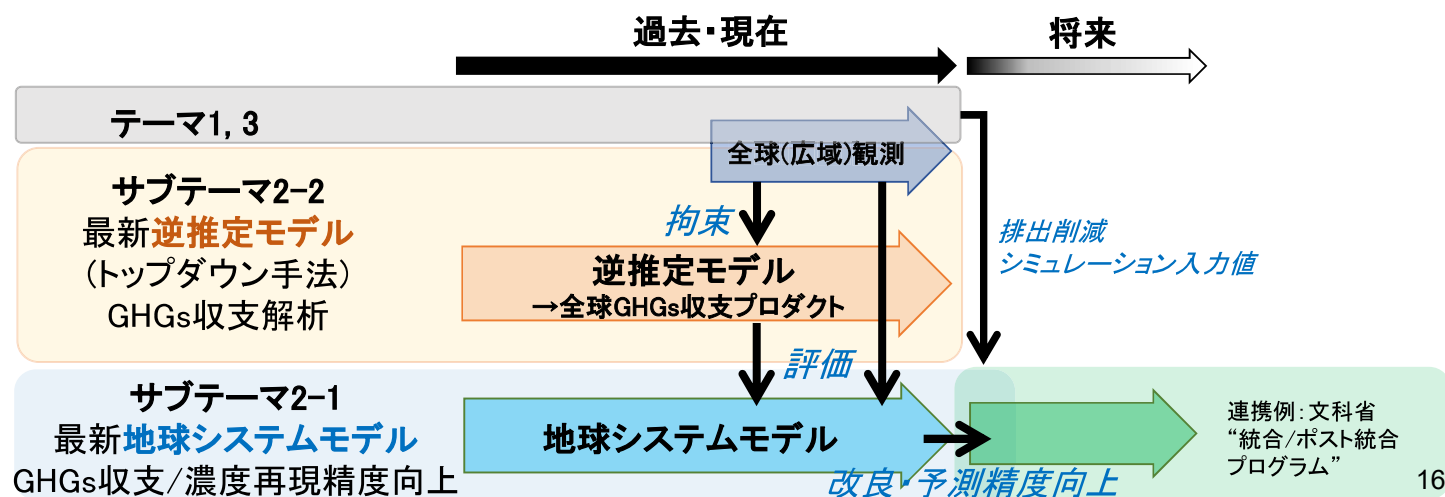 過去・現在
将来
テーマ1, 3
全球(広域)観測
サブテーマ2-2
最新逆推定モデル
(トップダウン手法)
GHGs収支解析
拘束
逆推定モデル
→全球GHGs収支プロダクト
排出削減
シミュレーション入力値
評価
サブテーマ2-1
最新地球システムモデル
GHGs収支/濃度再現精度向上
地球システムモデル
改良・予測精度向上
連携例：文科省
“統合/ポスト統合
プログラム”
16